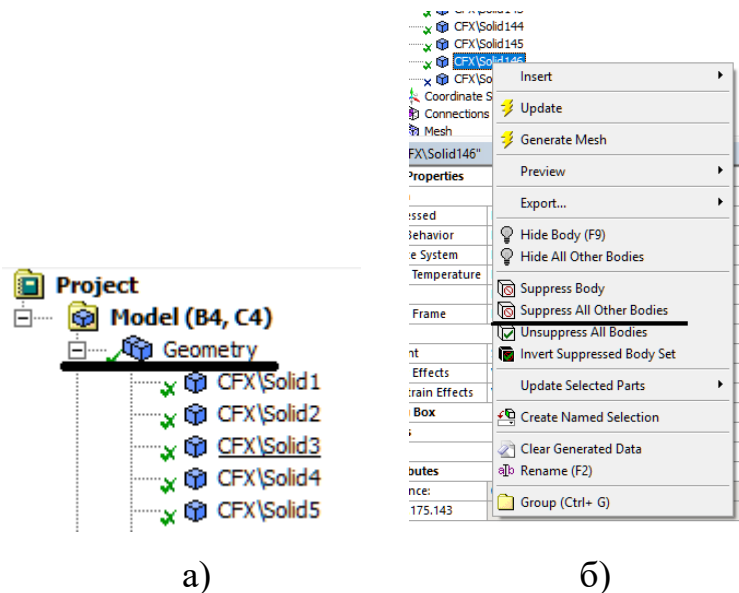 Project
Model (B4, C4)
Geometry
CFX\Solid1
CFX\Solid2
CFX\Solid3
CFX\Solid4
CFX\Solid5
а)
CFX\Solid144
CFX\Solid145
CFX\Solid146
CFX\So
Coordinate S
Connections
Mesh
FX\Solid146"
Properties
essed
Behavior
te System
Temperature
Frame
nt
Effects
train Effects
Box
s
butes
nce:
175.143
Insert
Update
Generate Mesh
Preview
Export...
Hide Body (F9)
Hide All Other Bodies
Suppress Body
Suppress All Other Bodies
Unsuppress All Bodies
Invert Suppressed Body Set
Update Selected Parts
Create Named Selection
Clear Generated Data
Rename (F2)
Group (Ctrl+ G)
б)